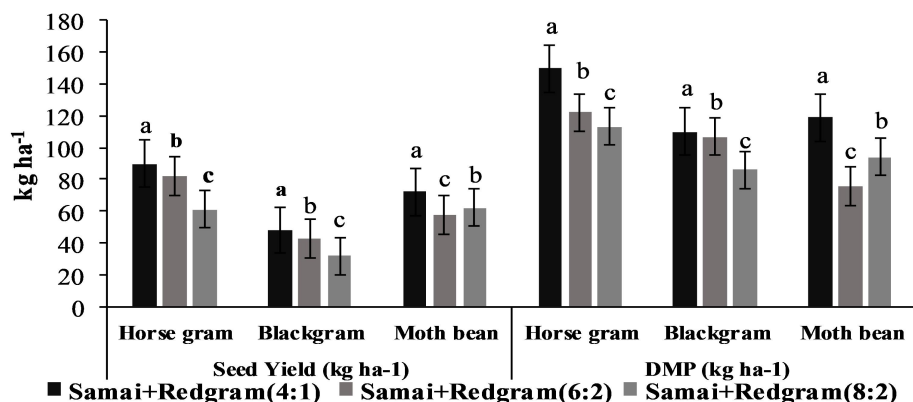 180
160
140
120
100
80
60
40
20
0
kg ha-1
a b c
a b c
a c b
a b c
a b c
a c b
Horse gram Blackgram Moth bean Horse gram Blackgram Moth bean
Seed Yield (kg ha-1) DMP (kg ha-1)
Samai+Redgram(4:1) Samai+Redgram(6:2) Samai+Redgram(8:2)